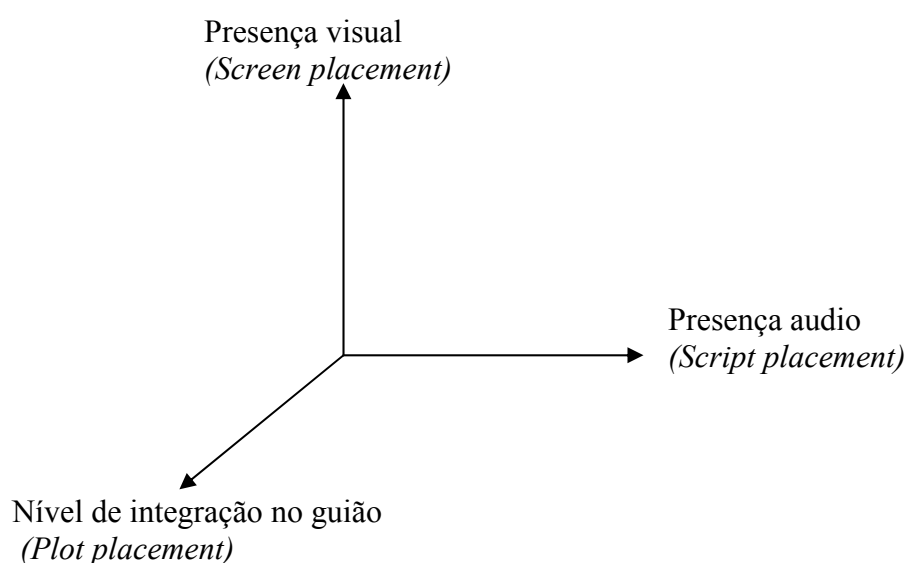 Presença visual
(Screen placement)
Presença audio
(Script placement)
Nível de integração no guião
(Plot placement)